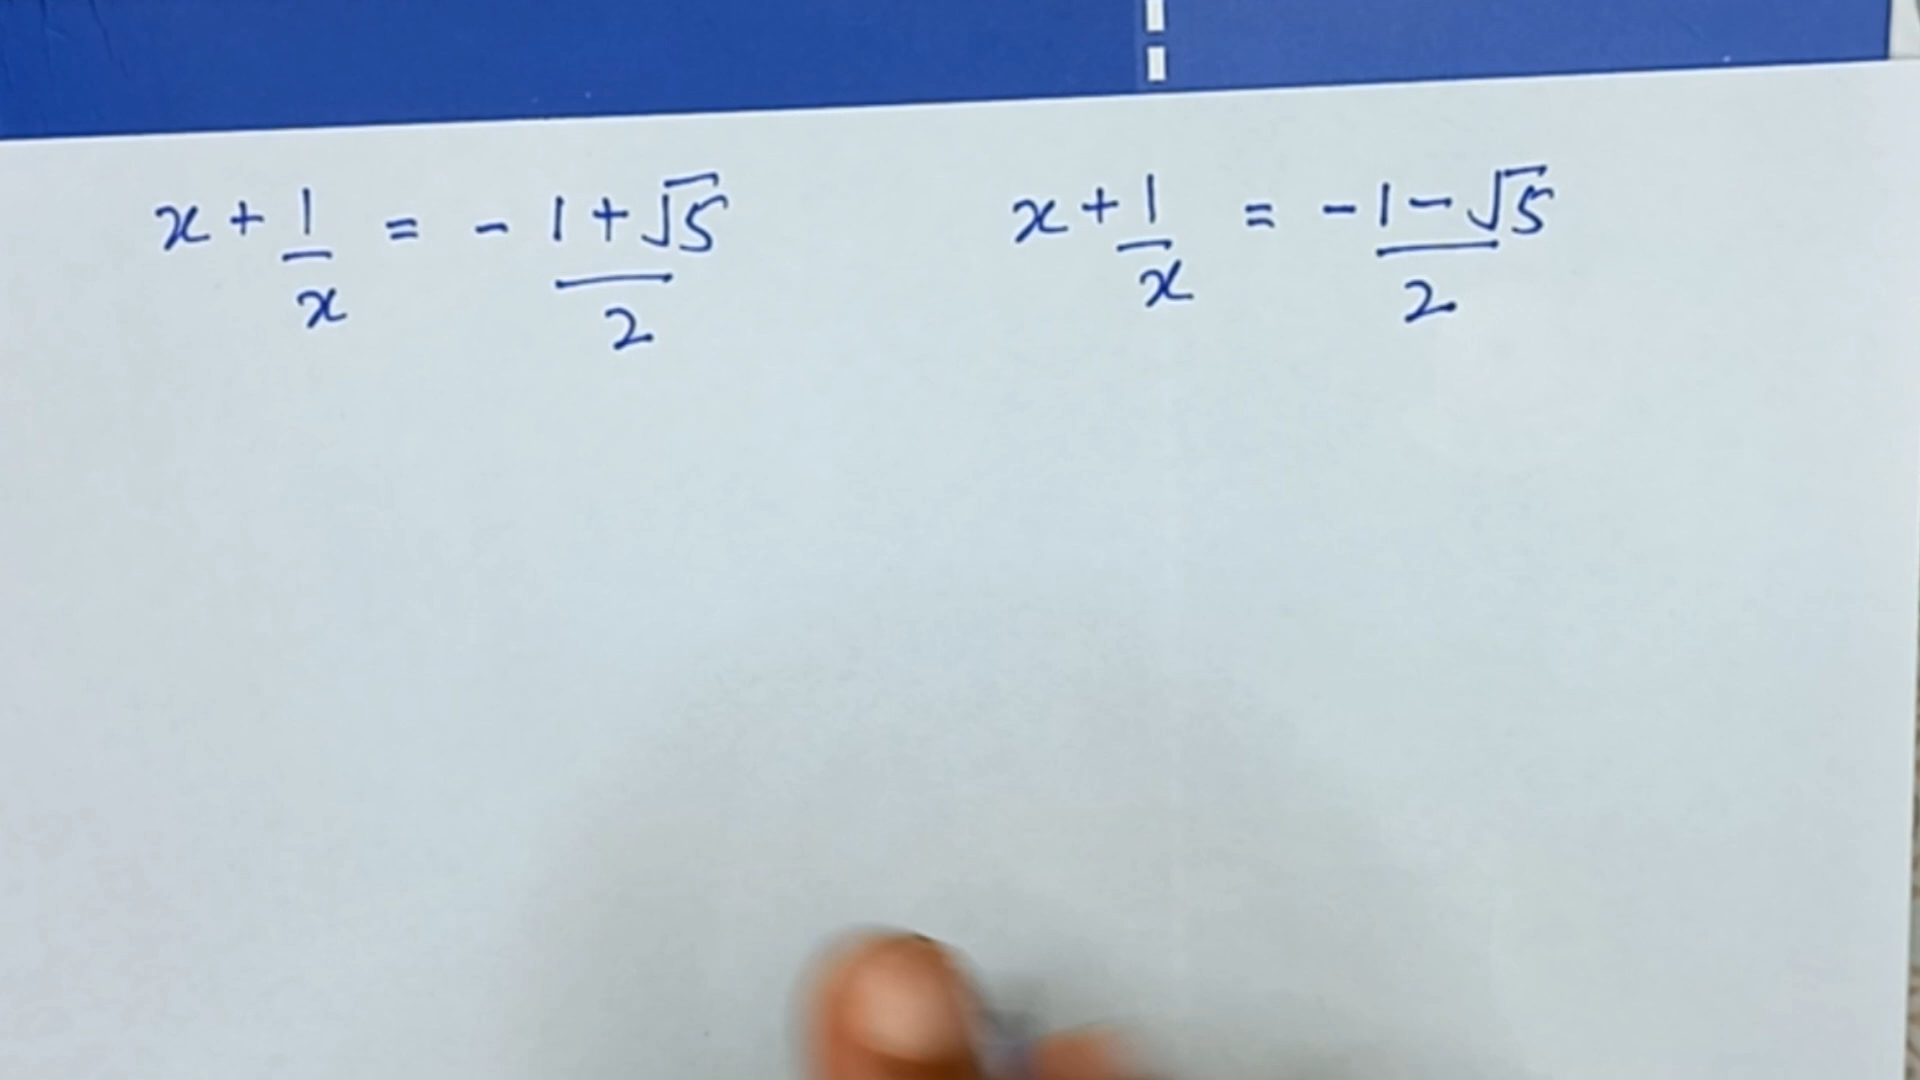 x + 1/x = - 1+√5/2
x + 1/x = -1-√5/2